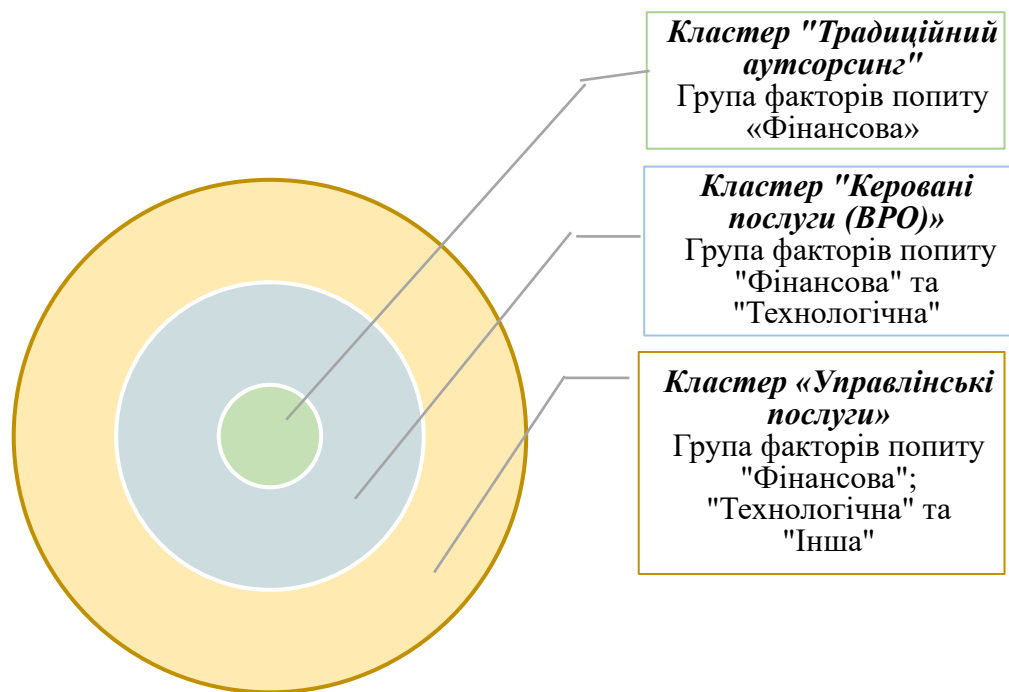 Кластер "Традиційний
аутсорсинг"
Група факторів попиту
«Фінансова»
Кластер "Керовані
послуги (BPO)»
Група факторів попиту
"Фінансова" та
"Технологічна"
Кластер «Управлінські
послуги»
Група факторів попиту
"Фінансова";
"Технологічна" та
"Інша"